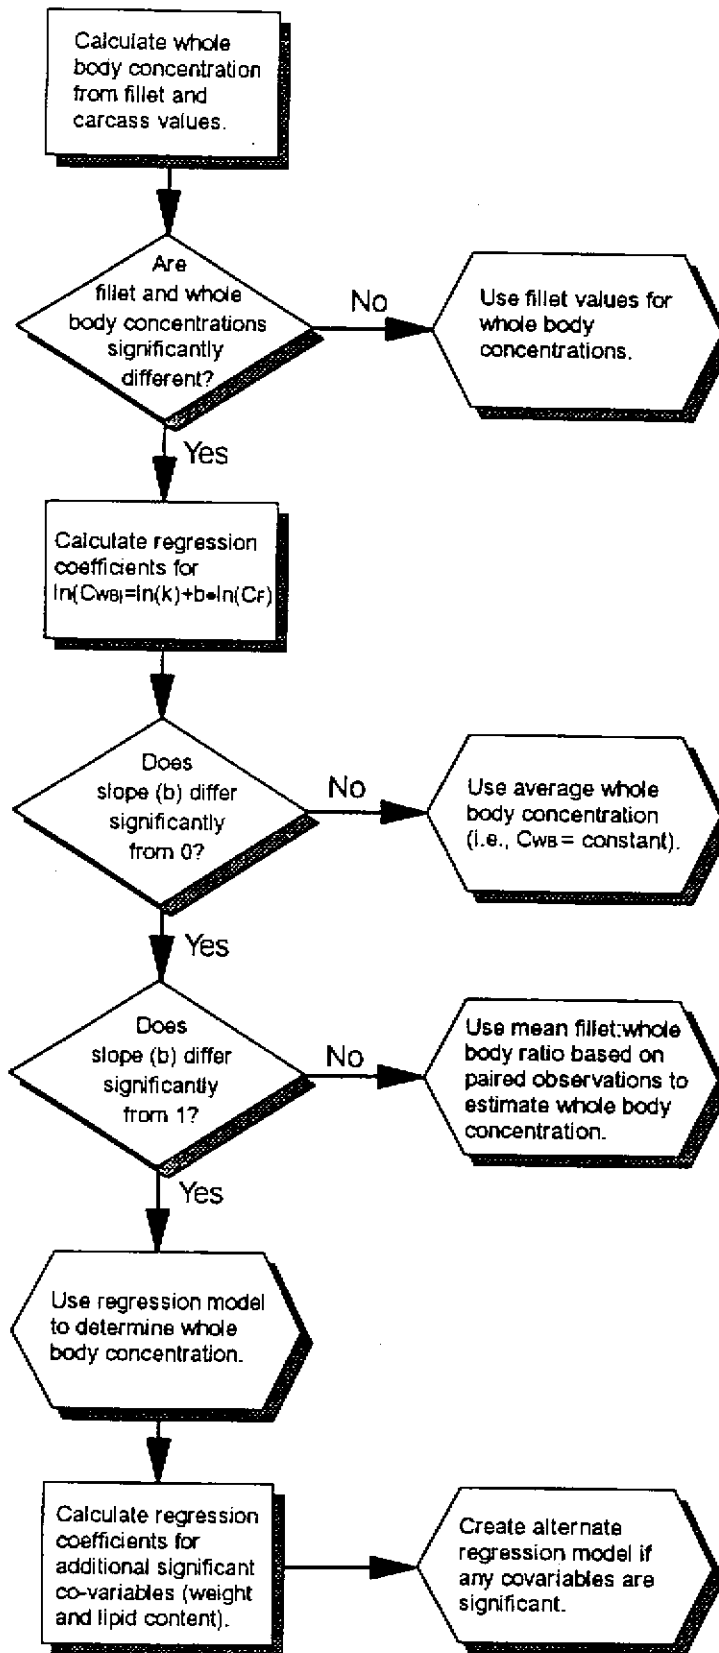 Calculate whole
body concentration
from fillet and
carcass values.
Are
fillet and whole
body concentrations
significantly
different?
No
Use fillet values for
whole body
concentrations.
Yes
Calculate regression
coefficients for
ln(CWB)=ln(k)+b•ln(CF)
Does
slope (b) differ
significantly
from 0?
No
Use average whole
body concentration
(i.e., CWB = constant).
Yes
Does
slope (b) differ
significantly
from 1?
No
Use mean fillet:whole
body ratio based on
paired observations to
estimate whole body
concentration.
Yes
Use regression model
to determine whole
body concentration.
Calculate regression
coefficients for
additional significant
co-variables (weight
and lipid content).
Create alternate
regression model if
any covariables are
significant.